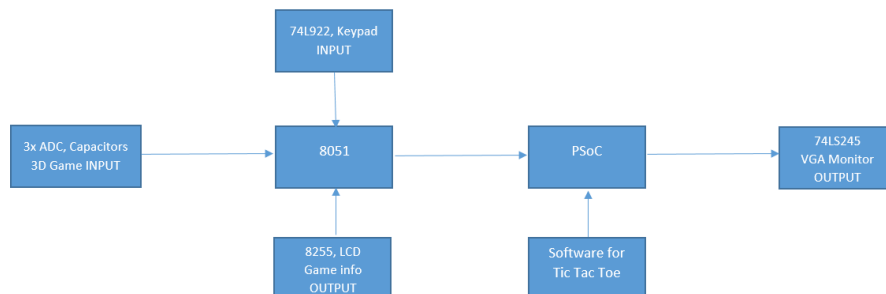 74L922, Keypad
INPUT
3x ADC, Capacitors
3D Game INPUT
8051
PSoC
74LS245
VGA Monitor
OUTPUT
8255, LCD
Game info
OUTPUT
Software for
Tic Tac Toe